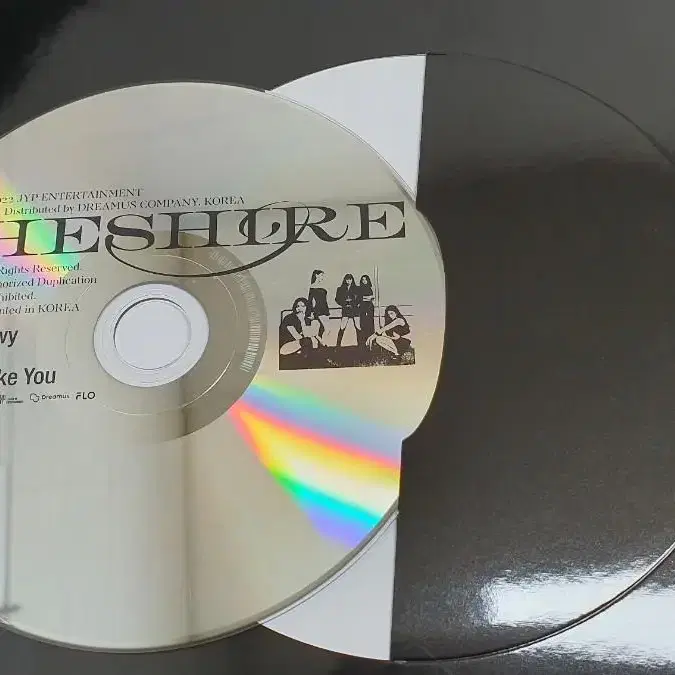 022 JYP ENTERTAINMENT
Distributed by DREAMUS COMPANY, KOREA
HESHIRE
Rights Reserved.
horized Duplication
hibited.
nted in KOREA
vy
ke You
Dreamus FLO